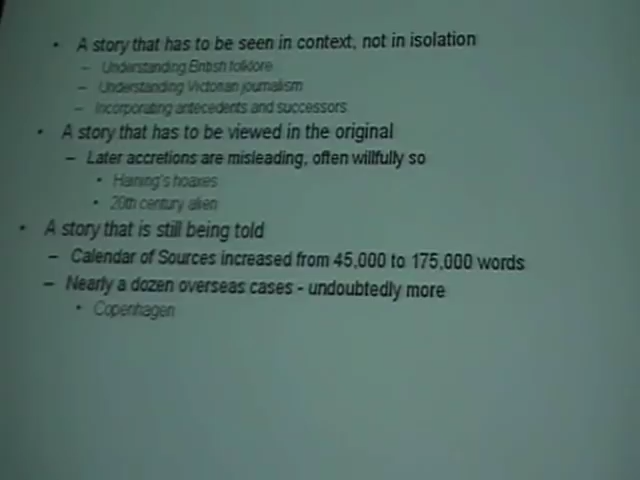 • A story that has to be seen in context, not in isolation
– Understanding British folklore
– Understanding Victorian journalism
– Incorporating antecedents and successors
• A story that has to be viewed in the original
– Later accretions are misleading, often willfully so
• Haining's hoaxes
• 20th century alien
• A story that is still being told
– Calendar of Sources increased from 45,000 to 175,000 words
– Nearly a dozen overseas cases - undoubtedly more
• Copenhagen